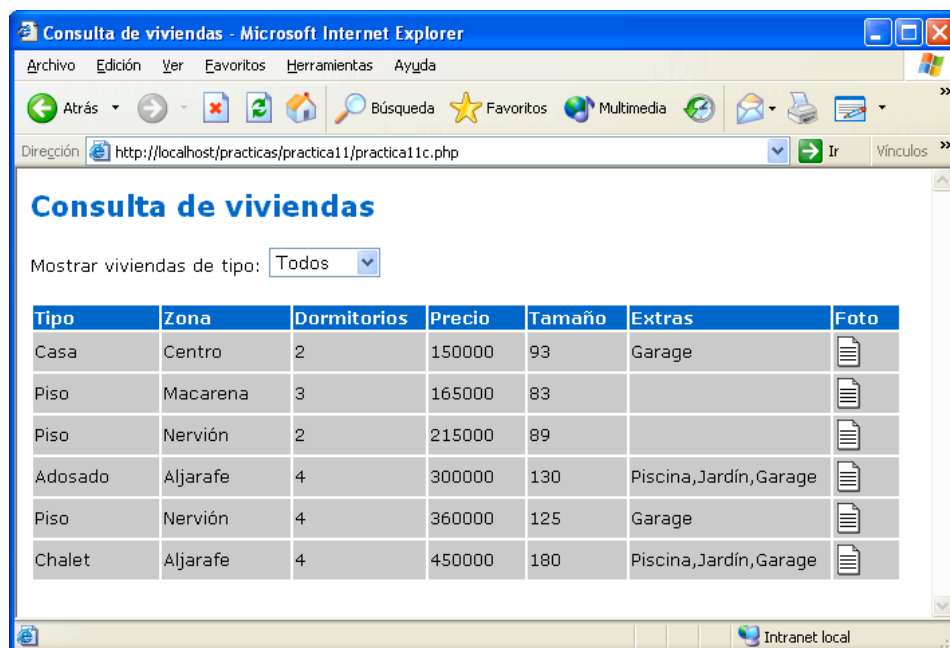 Consulta de viviendas - Microsoft Internet Explorer
Archivo Edición Ver Favoritos Herramientas Ayuda
Atrás Búsqueda Favoritos Multimedia
Dirección http://localhost/practicas/practica11/practica11c.php Ir Vínculos »
Consulta de viviendas
Mostrar viviendas de tipo: Todos
Tipo Zona Dormitorios Precio Tamaño Extras Foto
Casa Centro 2 150000 93 Garage
Piso Macarena 3 165000 83
Piso Nervión 2 215000 89
Adosado Aljarafe 4 300000 130 Piscina,Jardín,Garage
Piso Nervión 4 360000 125 Garage
Chalet Aljarafe 4 450000 180 Piscina,Jardín,Garage
Intranet local